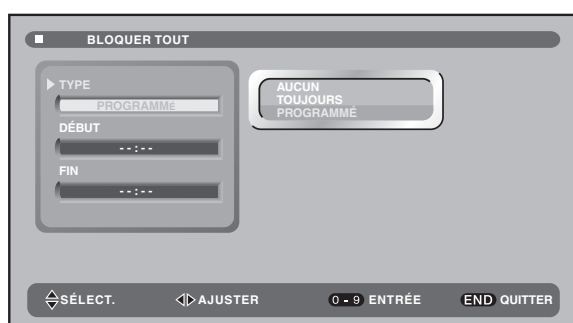 BLOQUER TOUT
TYPE
PROGRAMMÉ
DÉBUT
--:--
FIN
--:--
AUCUN
TOUJOURS
PROGRAMMÉ
SÉLECT. AJUSTER 0-9 ENTRÉE END QUITTER